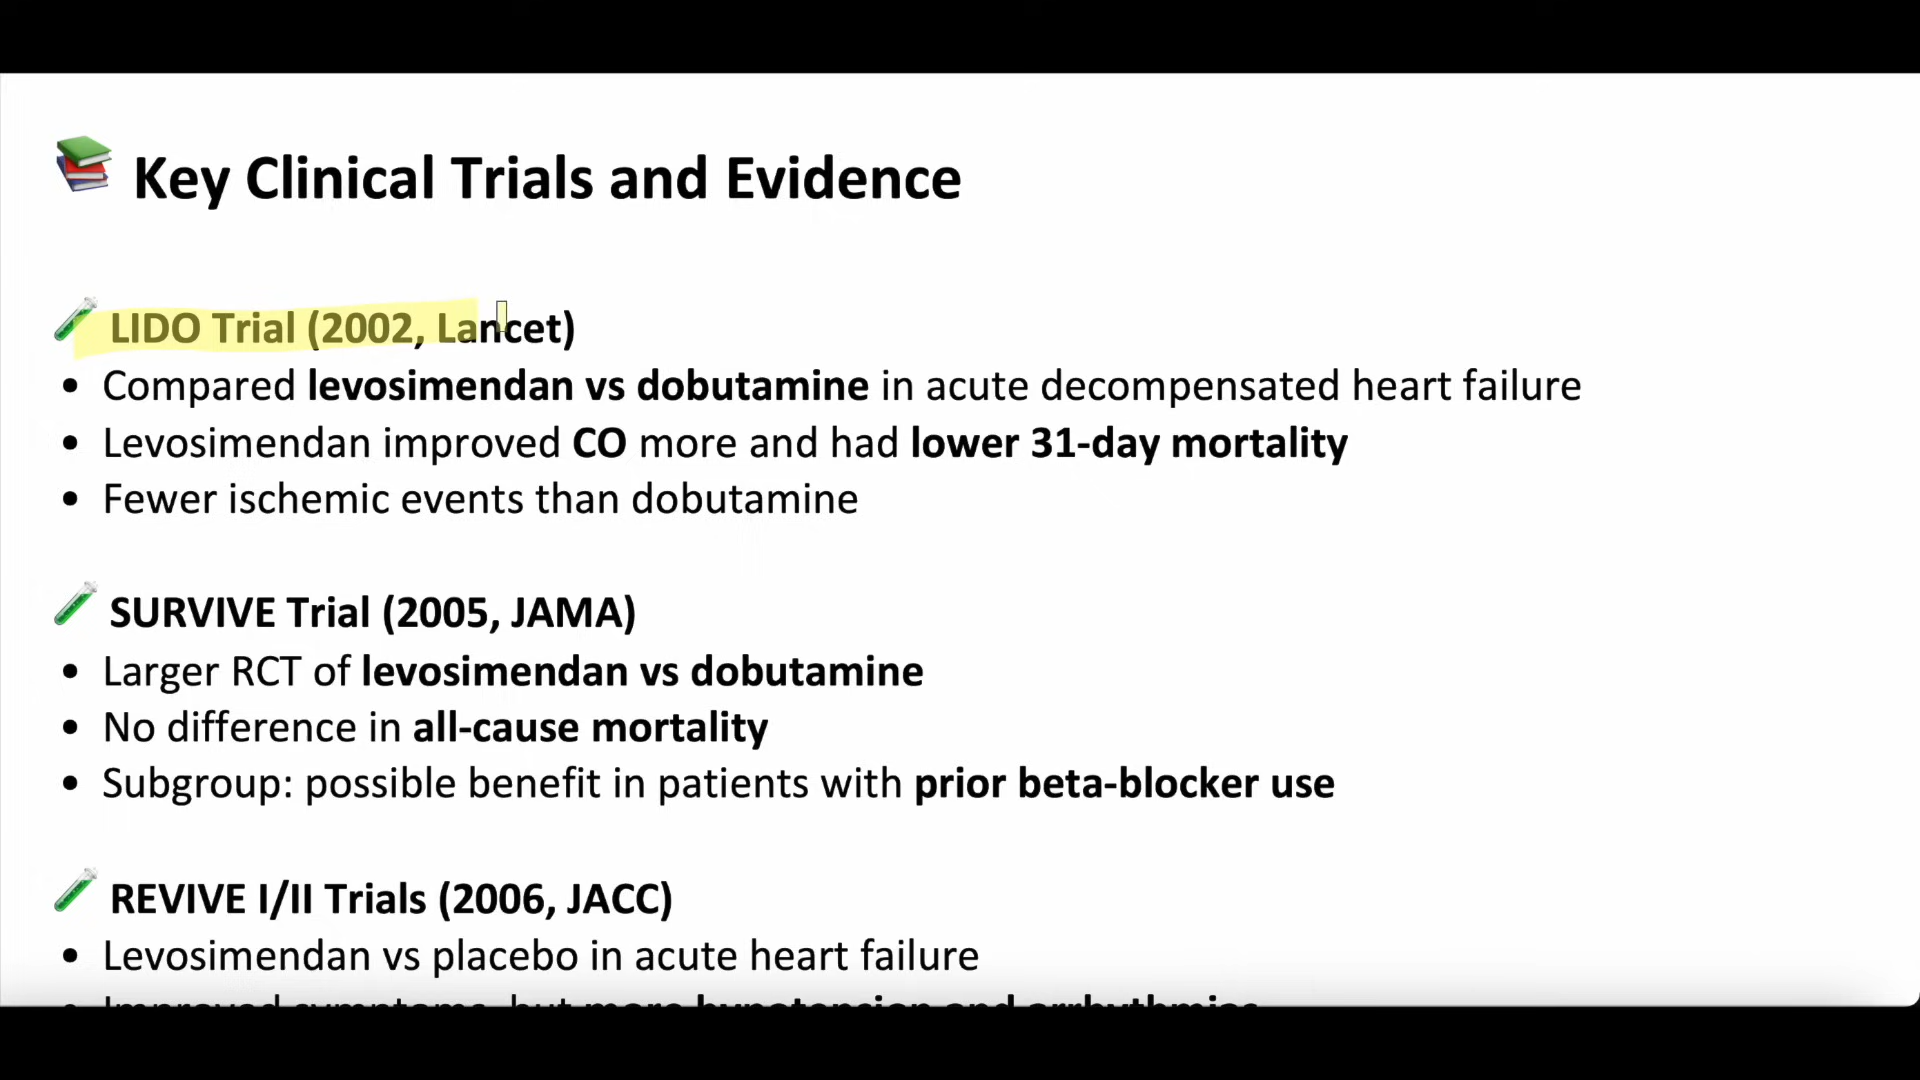 Key Clinical Trials and Evidence
LIDO Trial (2002, Lancet)
• Compared levosimendan vs dobutamine in acute decompensated heart failure
• Levosimendan improved CO more and had lower 31-day mortality
• Fewer ischemic events than dobutamine
SURVIVE Trial (2005, JAMA)
• Larger RCT of levosimendan vs dobutamine
• No difference in all-cause mortality
• Subgroup: possible benefit in patients with prior beta-blocker use
REVIVE I/II Trials (2006, JACC)
• Levosimendan vs placebo in acute heart failure
• Improved symptoms, but more hypotension and arrhythmias